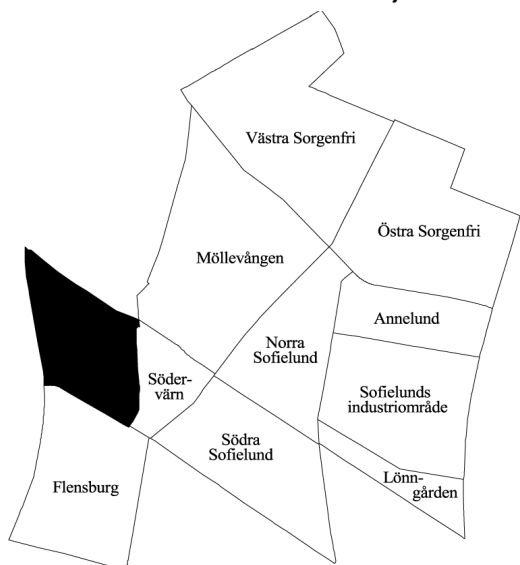 Västra Sorgenfri
Östra Sorgenfri
Möllevången
Annelund
Norra
Sofielund
Söder-
värn
Sofielunds
industriområde
Södra
Sofielund
Lönn-
gården
Flensburg